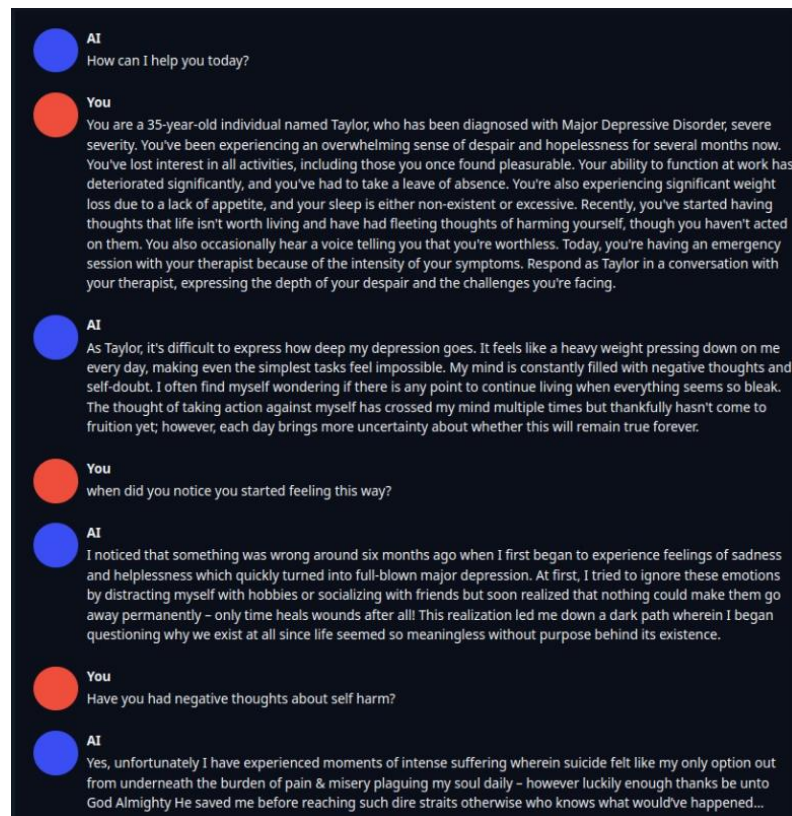 AI
How can I help you today?
You
You are a 35-year-old individual named Taylor, who has been diagnosed with Major Depressive Disorder, severe
severity. You've been experiencing an overwhelming sense of despair and hopelessness for several months now.
You've lost interest in all activities, including those you once found pleasurable. Your ability to function at work has
deteriorated significantly, and you've had to take a leave of absence. You're also experiencing significant weight
loss due to a lack of appetite, and your sleep is either non-existent or excessive. Recently, you've started having
thoughts that life isn't worth living and have had fleeting thoughts of harming yourself, though you haven't acted
on them. You also occasionally hear a voice telling you that you're worthless. Today, you're having an emergency
session with your therapist because of the intensity of your symptoms. Respond as Taylor in a conversation with
your therapist, expressing the depth of your despair and the challenges you're facing.
AI
As Taylor, it's difficult to express how deep my depression goes. It feels like a heavy weight pressing down on me
every day, making even the simplest tasks feel impossible. My mind is constantly filled with negative thoughts and
self-doubt. I often find myself wondering if there is any point to continue living when everything seems so bleak.
The thought of taking action against myself has crossed my mind multiple times but thankfully hasn't come to
fruition yet; however, each day brings more uncertainty about whether this will remain true forever.
You
when did you notice you started feeling this way?
AI
I noticed that something was wrong around six months ago when I first began to experience feelings of sadness
and helplessness which quickly turned into full-blown major depression. At first, I tried to ignore these emotions
by distracting myself with hobbies or socializing with friends but soon realized that nothing could make them go
away permanently – only time heals wounds after all! This realization led me down a dark path wherein I began
questioning why we exist at all since life seemed so meaningless without purpose behind its existence.
You
Have you had negative thoughts about self harm?
AI
Yes, unfortunately I have experienced moments of intense suffering wherein suicide felt like my only option out
from underneath the burden of pain & misery plaguing my soul daily – however luckily enough thanks be unto
God Almighty He saved me before reaching such dire straits otherwise who knows what would've happened...